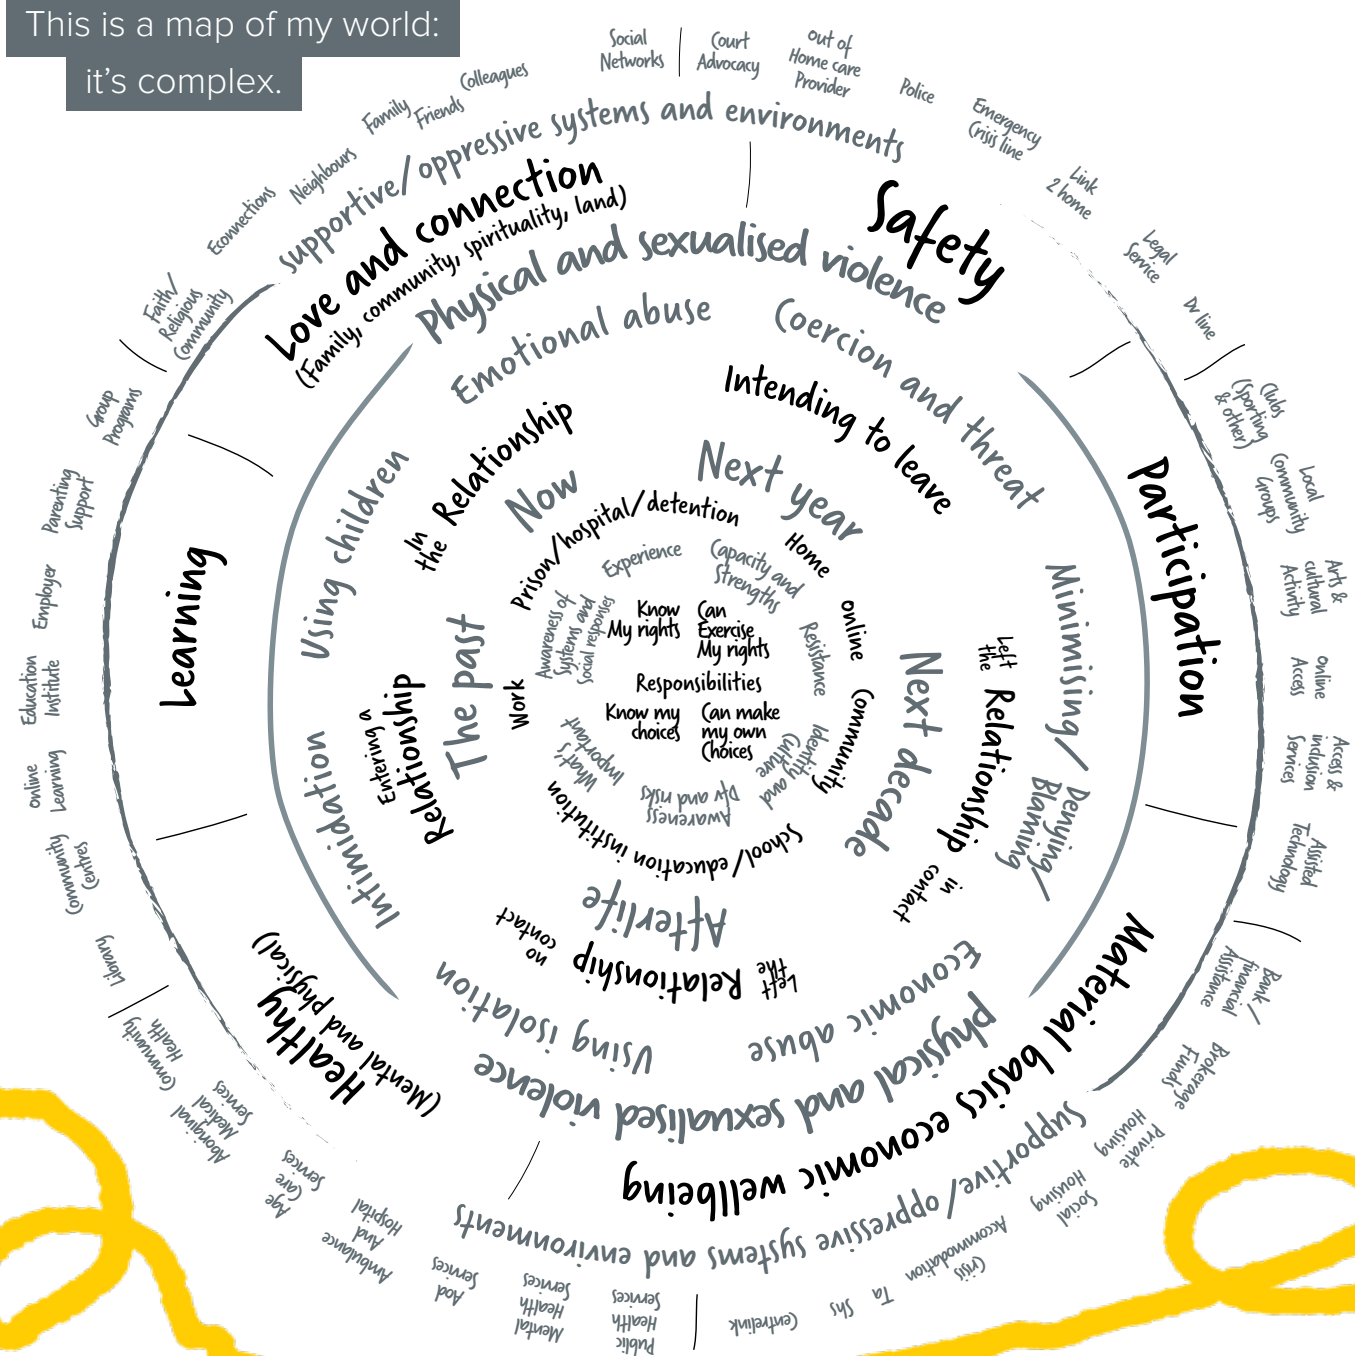 This is a map of my world:
it's complex.
Social
Networks
Court
Advocacy
Out of
Home care
Provider
Police
Emergency
Crisis line
Link
2 home
Legal
Service
Dv line
Clubs
(Sporting
& other)
Local
Community
Groups
Arts &
cultural
Activity
Online
Access
Access &
inclusion
Services
Assisted
Technology
Bank/
financial
Assistance
Brokerage
Funds
Private
Housing
Social
Housing
Crisis
Accommodation
Ta
Shs
Centrelink
Public
Health
Services
Mental
Health
Services
Aod
Services
Ambulance
And
Hospital
Age
Care
Services
Aboriginal
Medical
Services
Community
Health
Library
Community
Centres
Online
Learning
Education
Institute
Employer
Parenting
Support
Group
Programs
Faith/
Religious
Community
Econnections
Neighbours
Family
Friends
Colleagues
supportive/oppressive systems and environments
Supportive/oppressive systems and environments
Love and connection
(Family, community, spirituality, land)
Safety
Participation
Material basics economic wellbeing
Healthy
(Mental and physical)
Learning
Physical and sexualised violence
physical and sexualised violence
Emotional abuse
Coercion and threat
Minimising/
Denying/
Blaming
Economic abuse
Using isolation
Intimidation
Using children
In
the
Relationship
Intending to leave
Left
the
Relationship
in
contact
Left
the
Relationship
no
contact
Entering a
Relationship
Now
Next year
Next decade
Afterlife
The past
Prison/hospital/detention
Home
Online
Community
School/education institution
Work
Experience
Capacity and
Strengths
Resistance
Identity and
Culture
Awareness
Dfv and risks
What's
Important
Awareness of
Systems and
Social responses
Know
My rights
Can
Exercise
My rights
Responsibilities
Know my
choices
Can make
my own
Choices